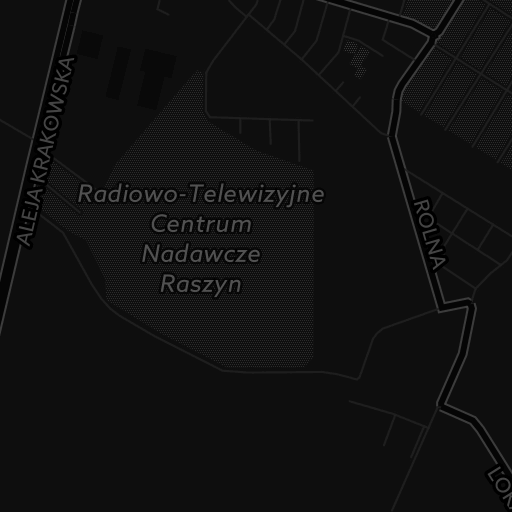 ALEJA KRAKOWSKA
Radiowo-Telewizyjne
Centrum
Nadawcze
Raszyn
ROLNA